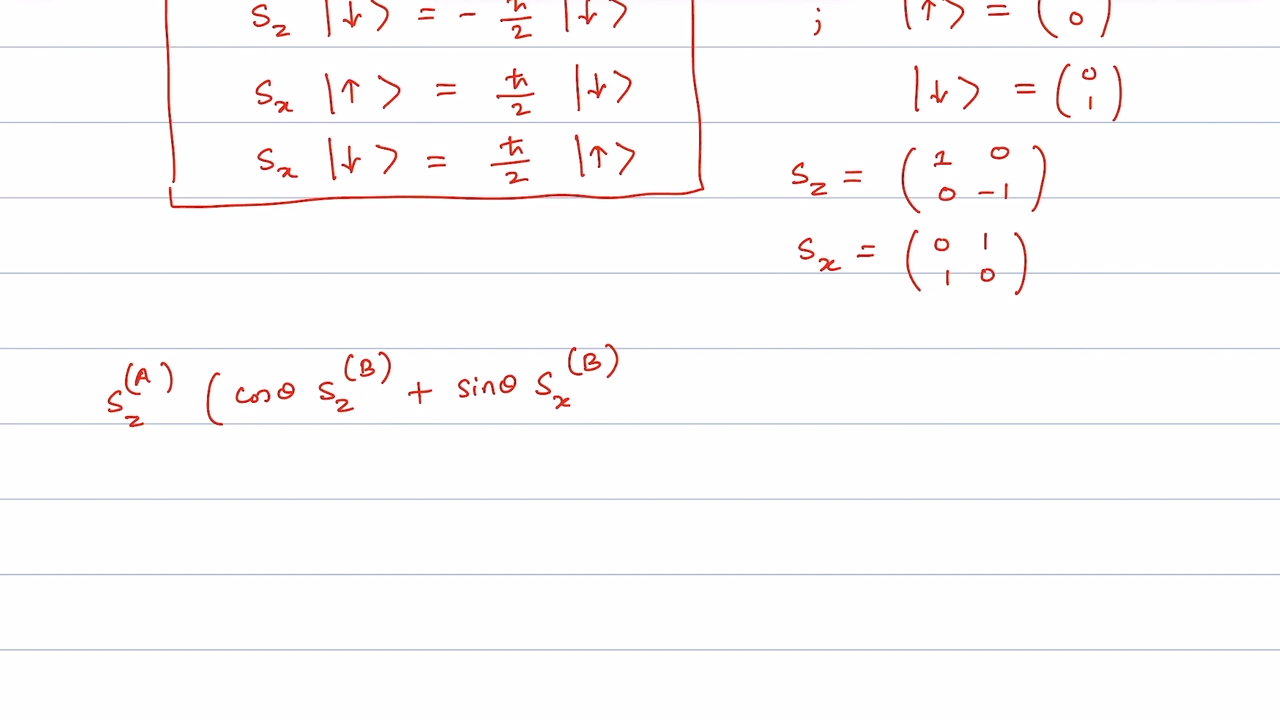 S_z |↓⟩ = - ħ/2 |↓⟩ ; |↑⟩ = ( 0 )
S_x |↑⟩ = ħ/2 |↓⟩ |↓⟩ = ( 0 1 )
S_x |↓⟩ = ħ/2 |↑⟩
S_z = ( 1 0
0 -1 )
S_x = ( 0 1
1 0 )
S_z^(A) ( cosθ S_z^(B) + sinθ S_x^(B)